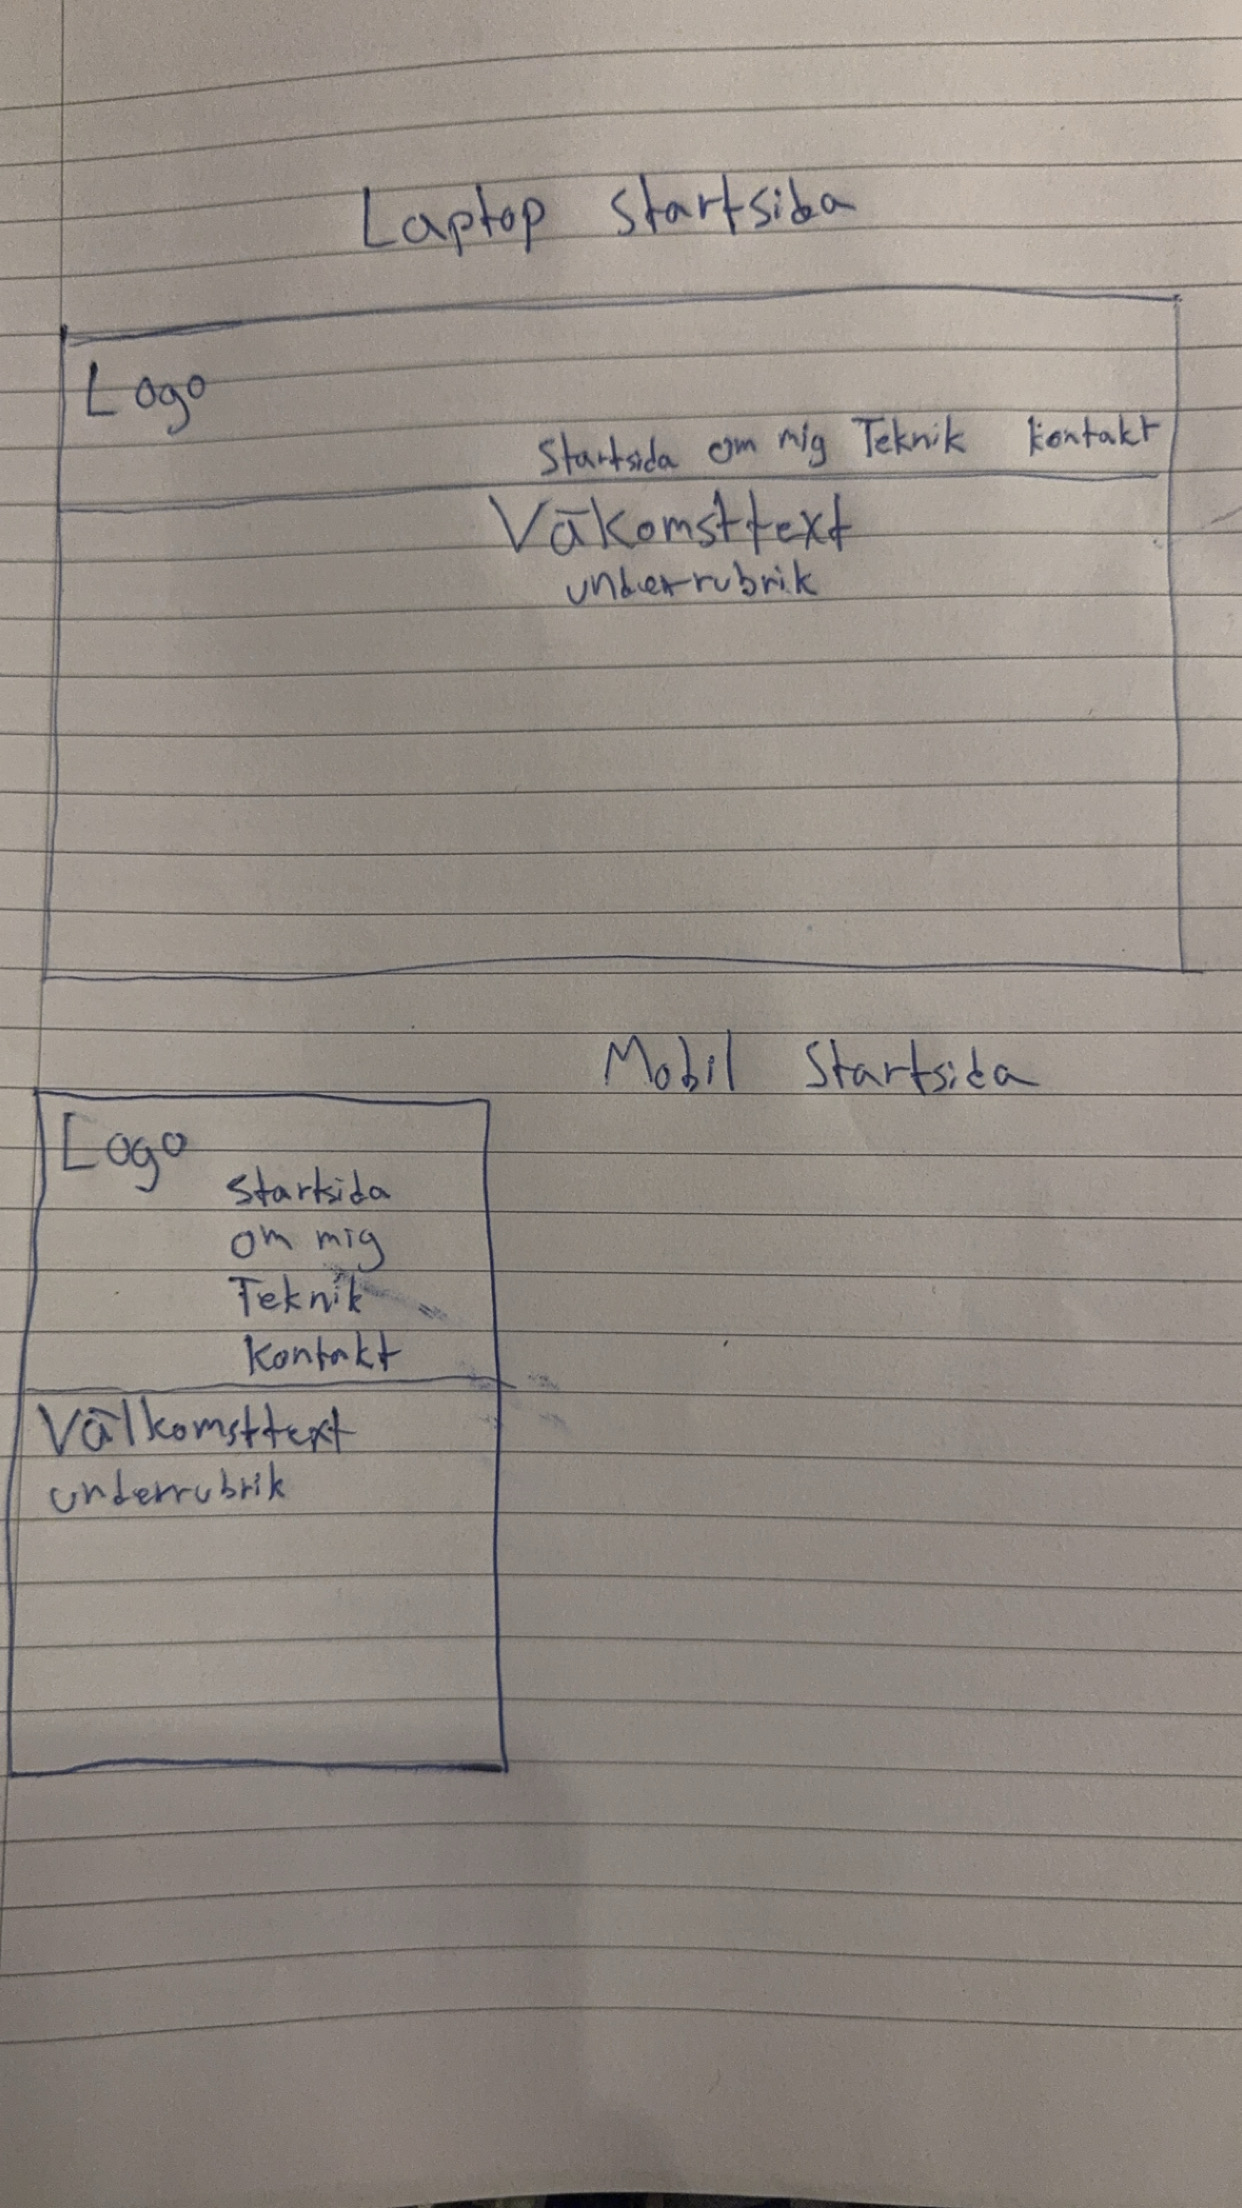 Laptop Startsida
Logo
Startsida om mig Teknik kontakt
Väkomsttext
underrubrik
Mobil Startsida
Logo
Startsida
om mig
Teknik
kontakt
Välkomsttext
underrubrik